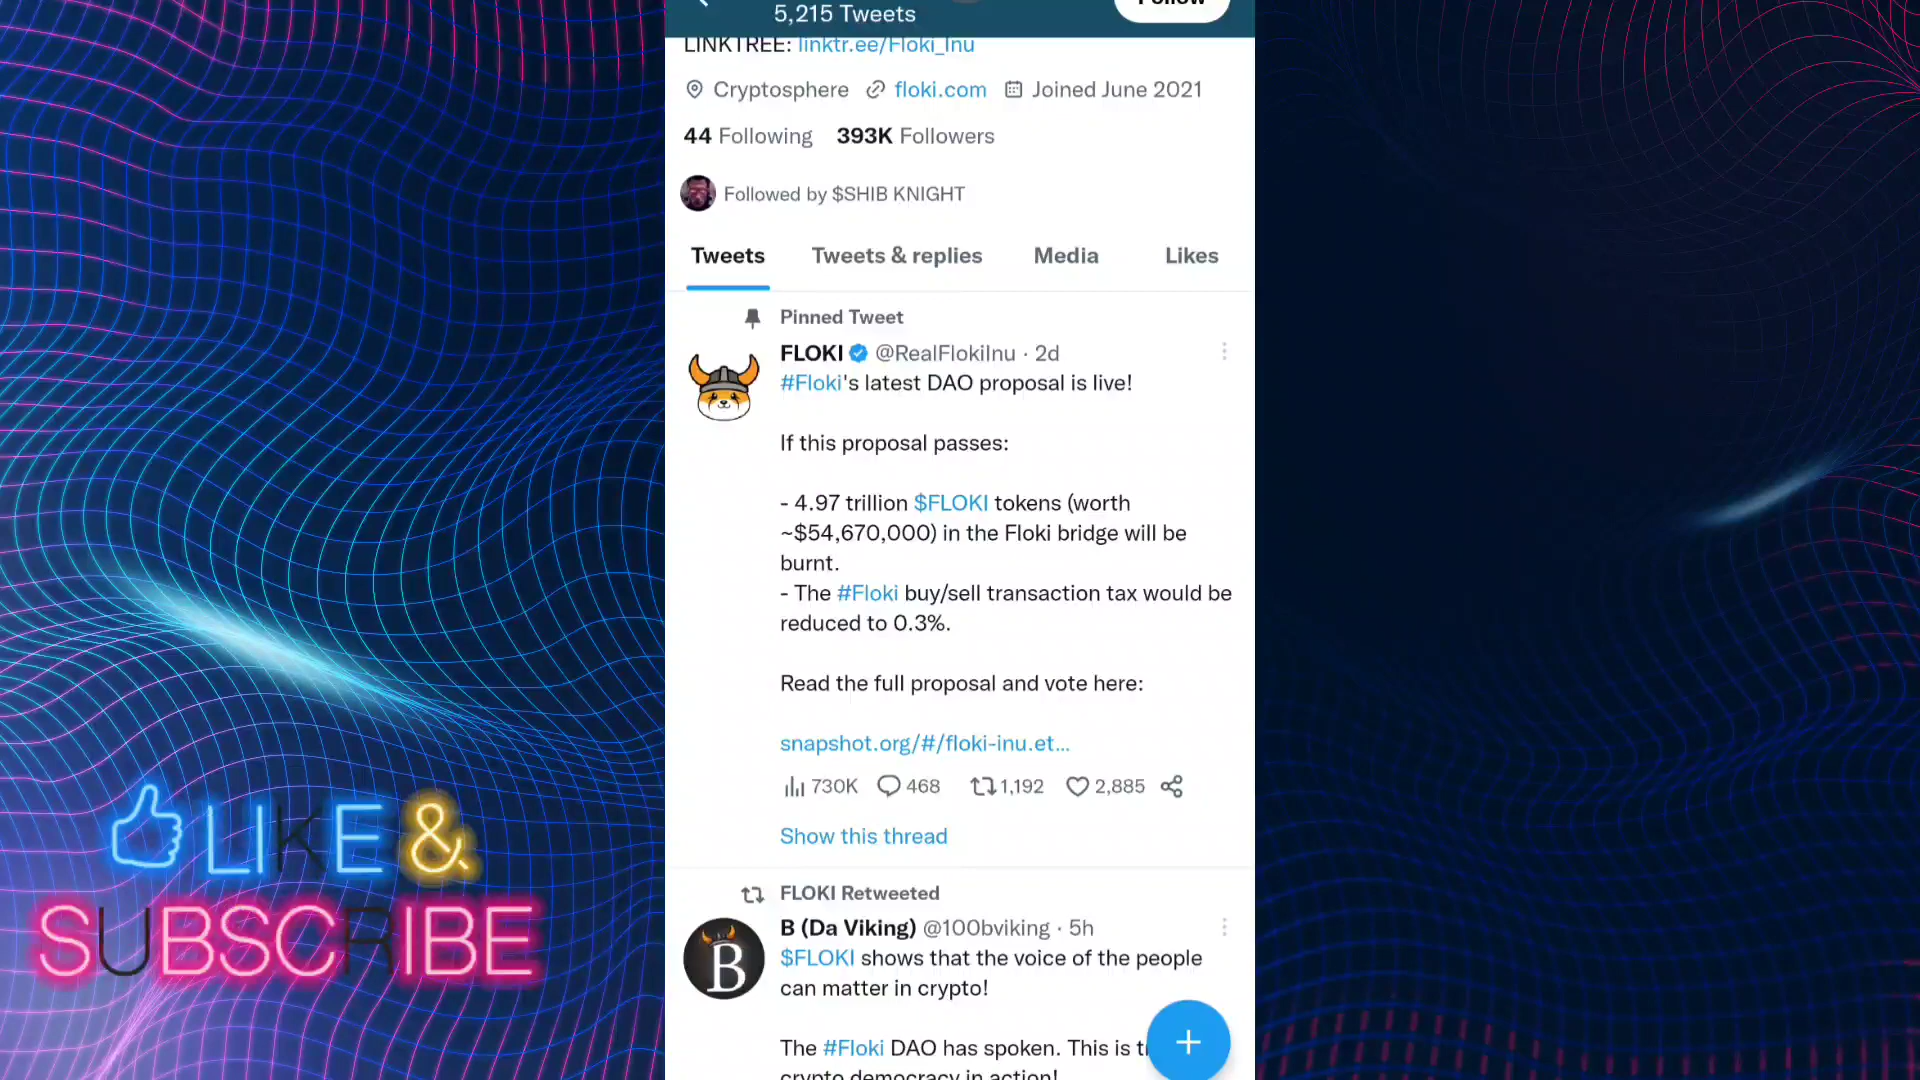 5,215 Tweets
Follow
LINKTREE: linktr.ee/Floki_Inu
Cryptosphere floki.com Joined June 2021
44 Following 393K Followers
Followed by $SHIB KNIGHT
Tweets Tweets & replies Media Likes
Pinned Tweet
FLOKI @RealFlokiInu · 2d
#Floki's latest DAO proposal is live!
If this proposal passes:
- 4.97 trillion $FLOKI tokens (worth
~$54,670,000) in the Floki bridge will be
burnt.
- The #Floki buy/sell transaction tax would be
reduced to 0.3%.
Read the full proposal and vote here:
snapshot.org/#/floki-inu.et...
730K 468 1,192 2,885
Show this thread
FLOKI Retweeted
B (Da Viking) @100bviking · 5h
B
$FLOKI shows that the voice of the people
can matter in crypto!
The #Floki DAO has spoken. This is
crypto democracy in action!
LIKE &
SUBSCRIBE